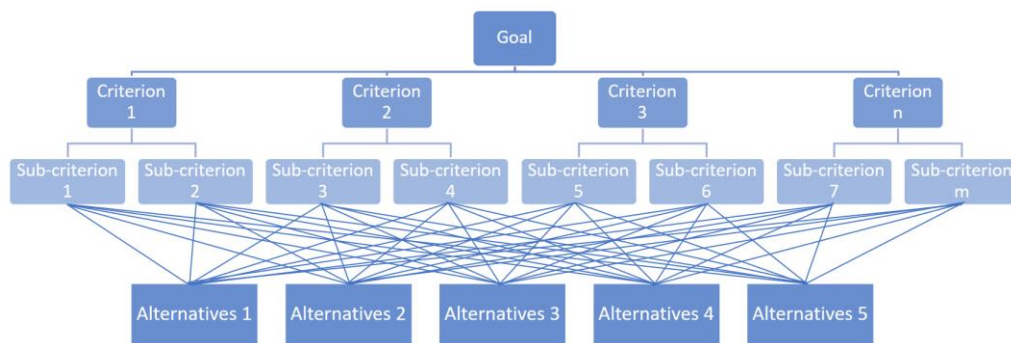 Goal
Criterion
1
Criterion
2
Criterion
3
Criterion
n
Sub-criterion
1
Sub-criterion
2
Sub-criterion
3
Sub-criterion
4
Sub-criterion
5
Sub-criterion
6
Sub-criterion
7
Sub-criterion
m
Alternatives 1
Alternatives 2
Alternatives 3
Alternatives 4
Alternatives 5